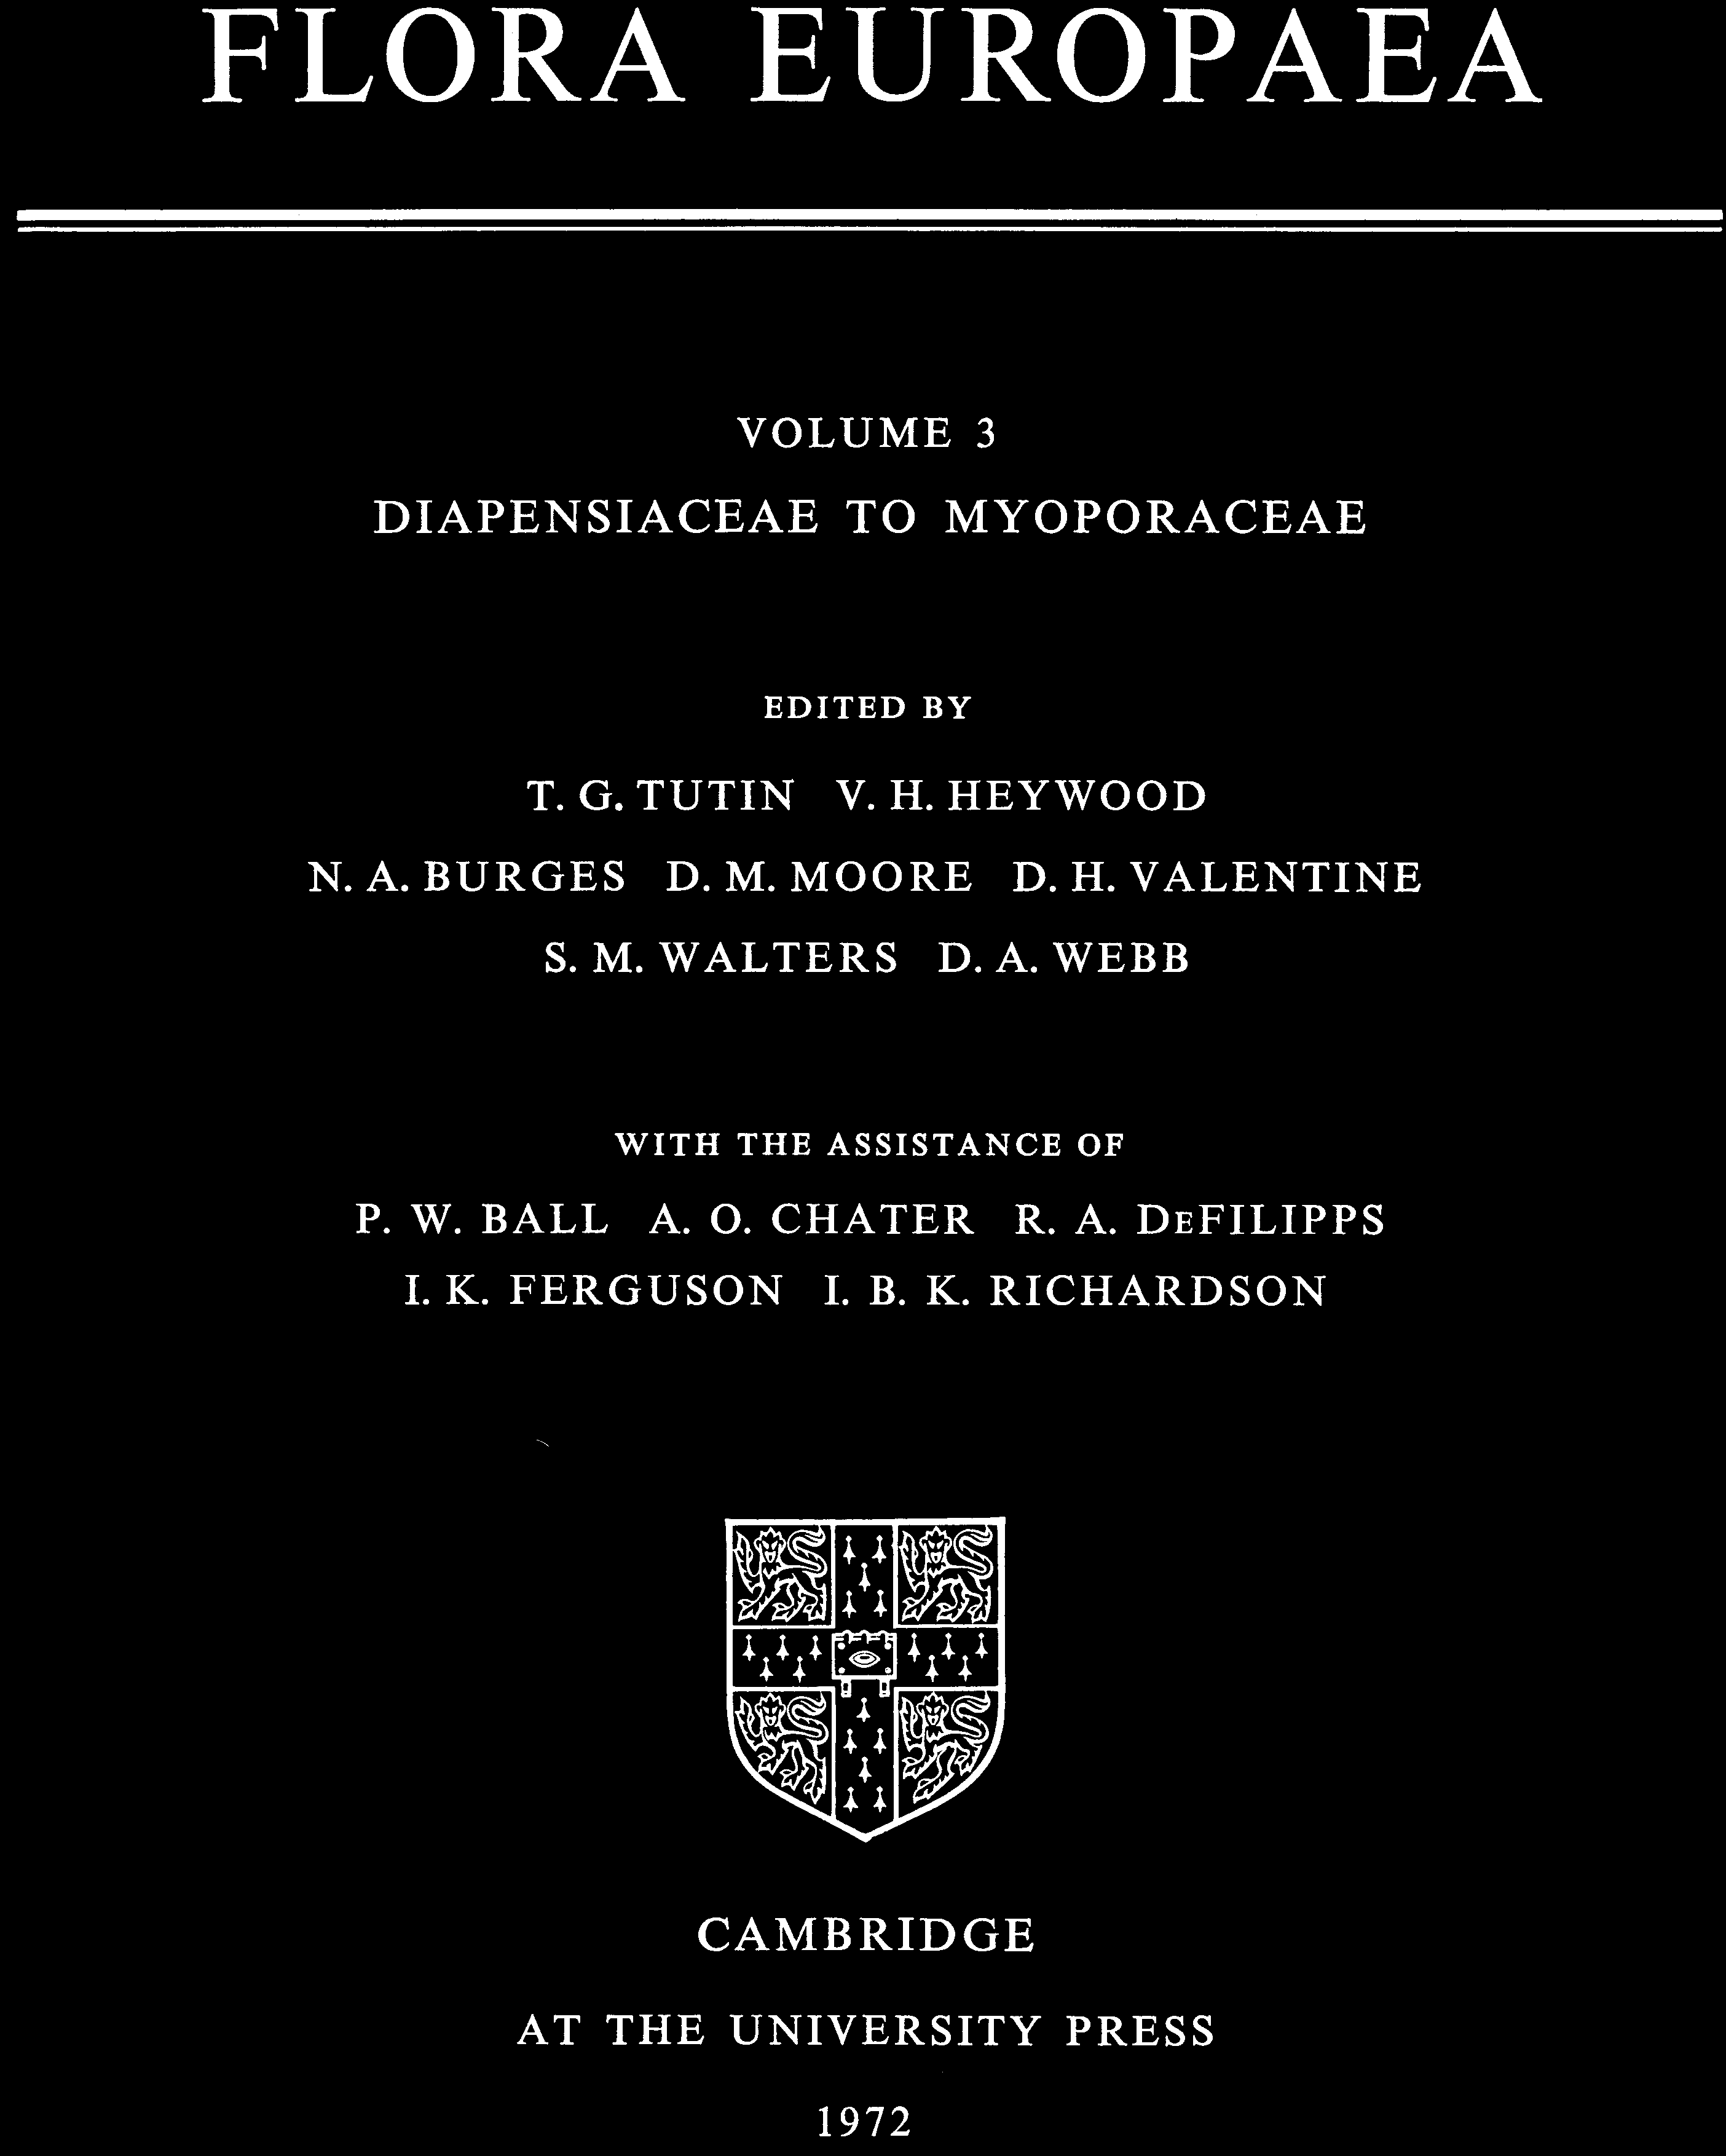 FLORA EUROPAEA
VOLUME 3
DIAPENSIACEAE TO MYOPORACEAE
EDITED BY
T. G. TUTIN V. H. HEYWOOD
N. A. BURGES D. M. MOORE D. H. VALENTINE
S. M. WALTERS D. A. WEBB
WITH THE ASSISTANCE OF
P. W. BALL A. O. CHATER R. A. DEFILIPPS
I. K. FERGUSON I. B. K. RICHARDSON
CAMBRIDGE
AT THE UNIVERSITY PRESS
1972